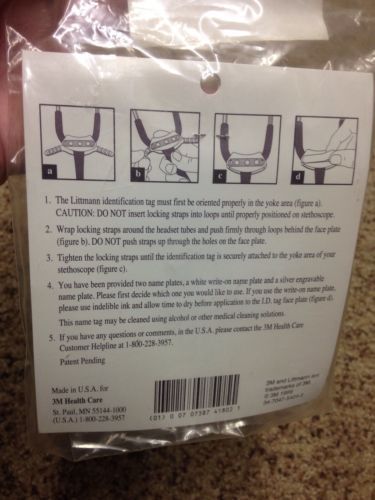 a
b
c
d
1. The Littmann identification tag must first be oriented properly in the yoke area (figure a).
CAUTION: DO NOT insert locking straps into loops until properly positioned on stethoscope.
2. Wrap locking straps around the headset tubes and push firmly through loops behind the face plate
(figure b). DO NOT push straps up through the holes on the face plate.
3. Tighten the locking straps until the identification tag is securely attached to the yoke area of your
stethoscope (figure c).
4. You have been provided two name plates, a white write-on name plate and a silver engravable
name plate. Please first decide which one you would like to use. If you use the write-on name plate,
please use indelible ink and allow time to dry before application to the I.D. tag face plate (figure d).
This name tag may be cleaned using alcohol or other medical cleaning solutions.
5. If you have any questions or comments, in the U.S.A. please contact the 3M Health Care
Customer Helpline at 1-800-228-3957.
Patent Pending
Made in U.S.A. for
3M Health Care
St. Paul, MN 55144-1000
(U.S.A.) 1-800-228-3957
(01) 0 07 07387 41802 1
3M and Littmann are
trademarks of 3M.
© 3M 1999